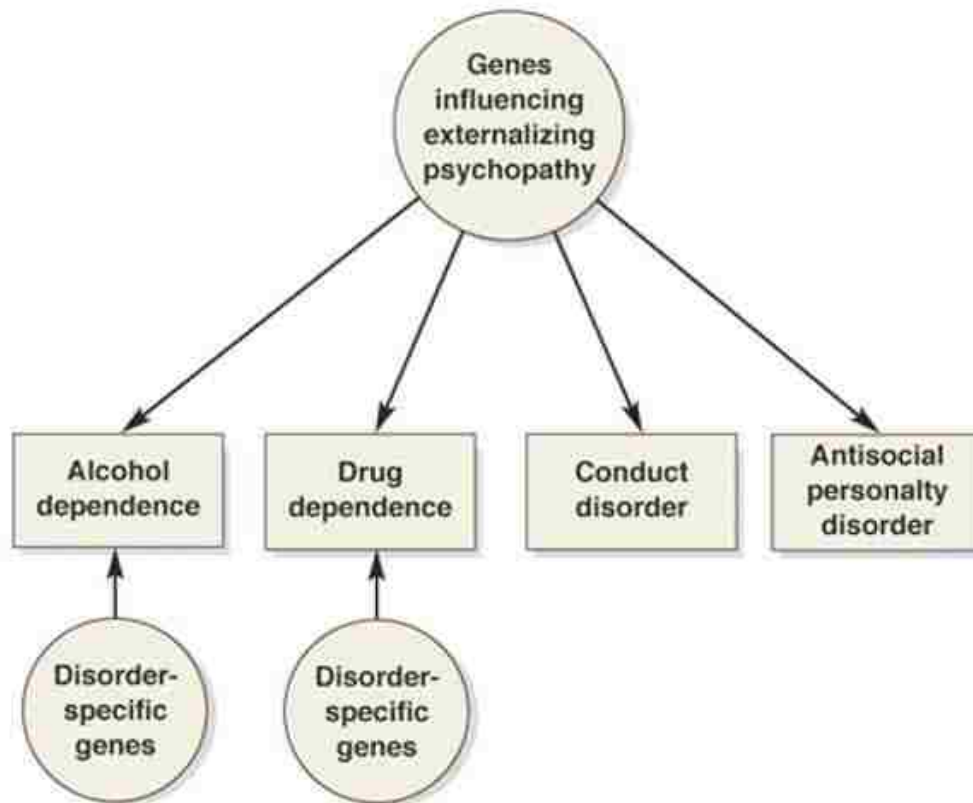 Genes
influencing
externalizing
psychopathy
Alcohol
dependence
Drug
dependence
Conduct
disorder
Antisocial
personalty
disorder
Disorder-
specific
genes
Disorder-
specific
genes